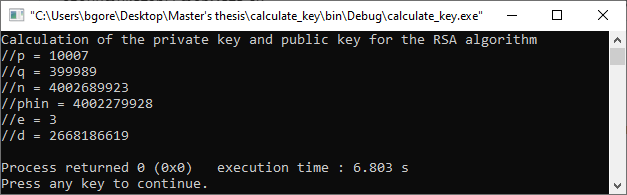 "C:\Users\bgore\Desktop\Master's thesis\calculate_key\bin\Debug\calculate_key.exe"
Calculation of the private key and public key for the RSA algorithm
//p = 10007
//q = 399989
//n = 4002689923
//phin = 4002279928
//e = 3
//d = 2668186619
Process returned 0 (0x0)   execution time : 6.803 s
Press any key to continue.